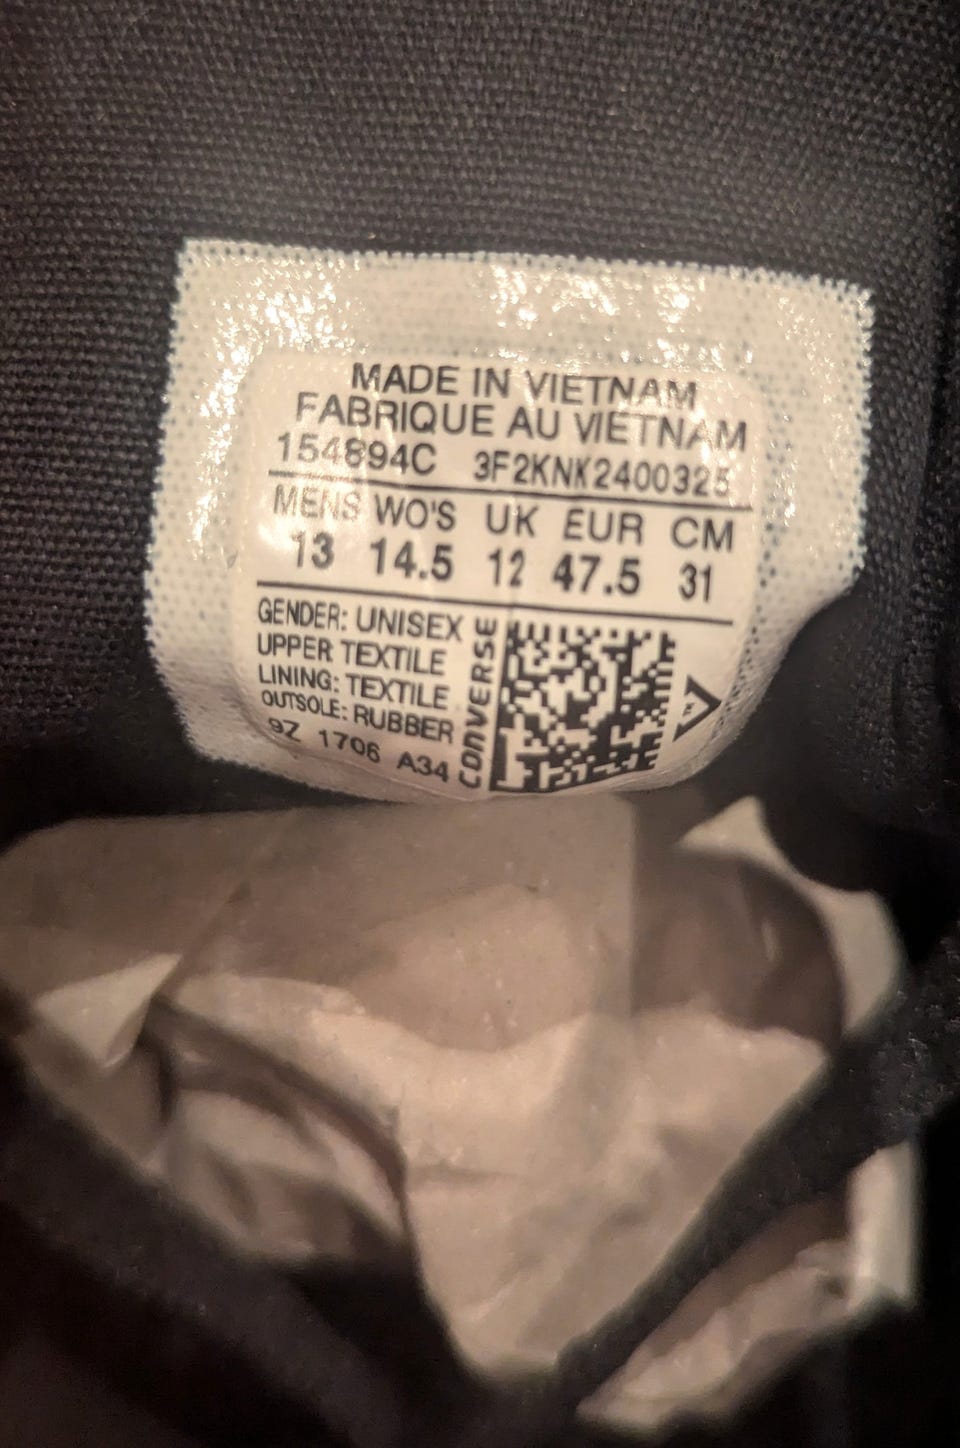 MADE IN VIETNAM
FABRIQUE AU VIETNAM
154894C 3F2KNK2400325
MENS WO'S UK EUR CM
13 14.5 12 47.5 31
GENDER: UNISEX
UPPER TEXTILE
LINING: TEXTILE
OUTSOLE: RUBBER
9Z 1706 A34
CONVERSE